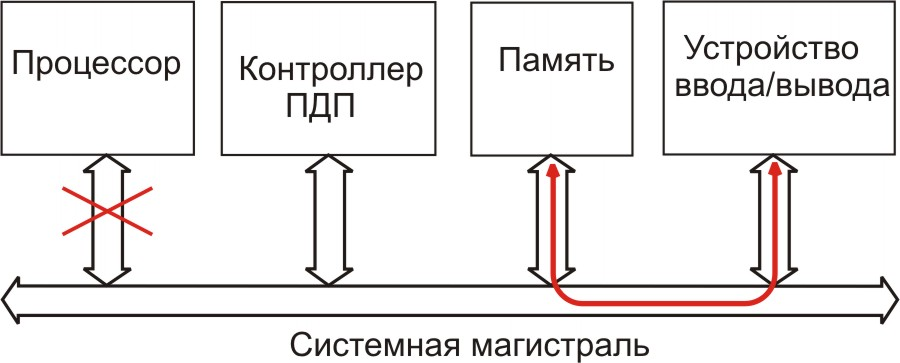 Процессор
Контроллер
ПДП
Память
Устройство
ввода/вывода
Системная магистраль